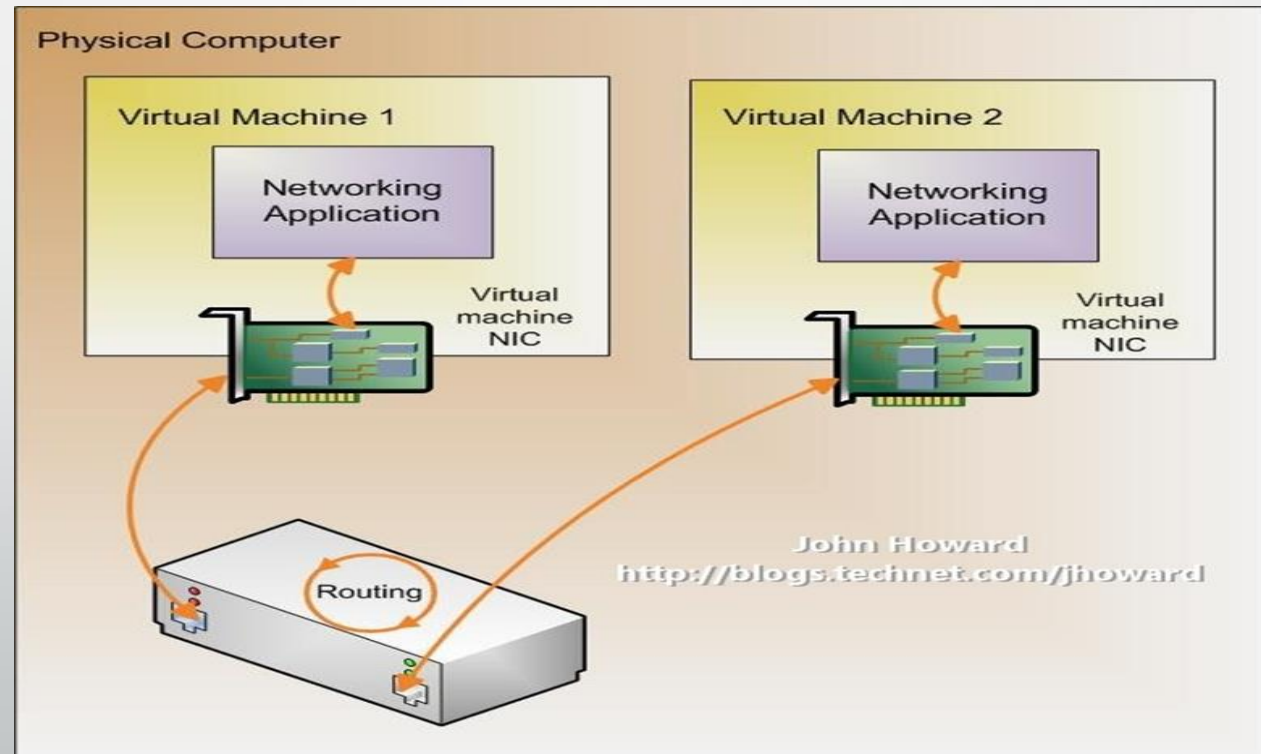 Physical Computer
Virtual Machine 1
Networking
Application
Virtual
machine
NIC
Virtual Machine 2
Networking
Application
Virtual
machine
NIC
Routing
John Howard
http://blogs.technet.com/jhoward